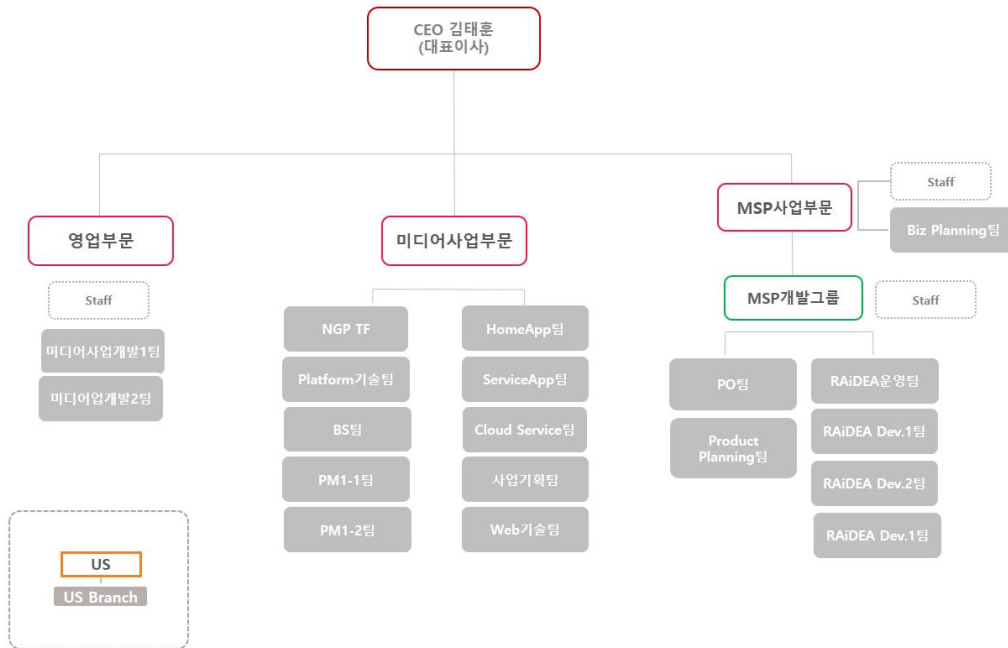 CEO 김태훈
(대표이사)
영업부문
Staff
미디어사업개발1팀
미디어업개발2팀
미디어사업부문
NGP TF
Platform기술팀
BS팀
PM1-1팀
PM1-2팀
HomeApp팀
ServiceApp팀
Cloud Service팀
사업기획팀
Web기술팀
MSP사업부문
Staff
Biz Planning팀
MSP개발그룹
Staff
PO팀
Product
Planning팀
RAiDEA운영팀
RAiDEA Dev.1팀
RAiDEA Dev.2팀
RAiDEA Dev.1팀
US
US Branch